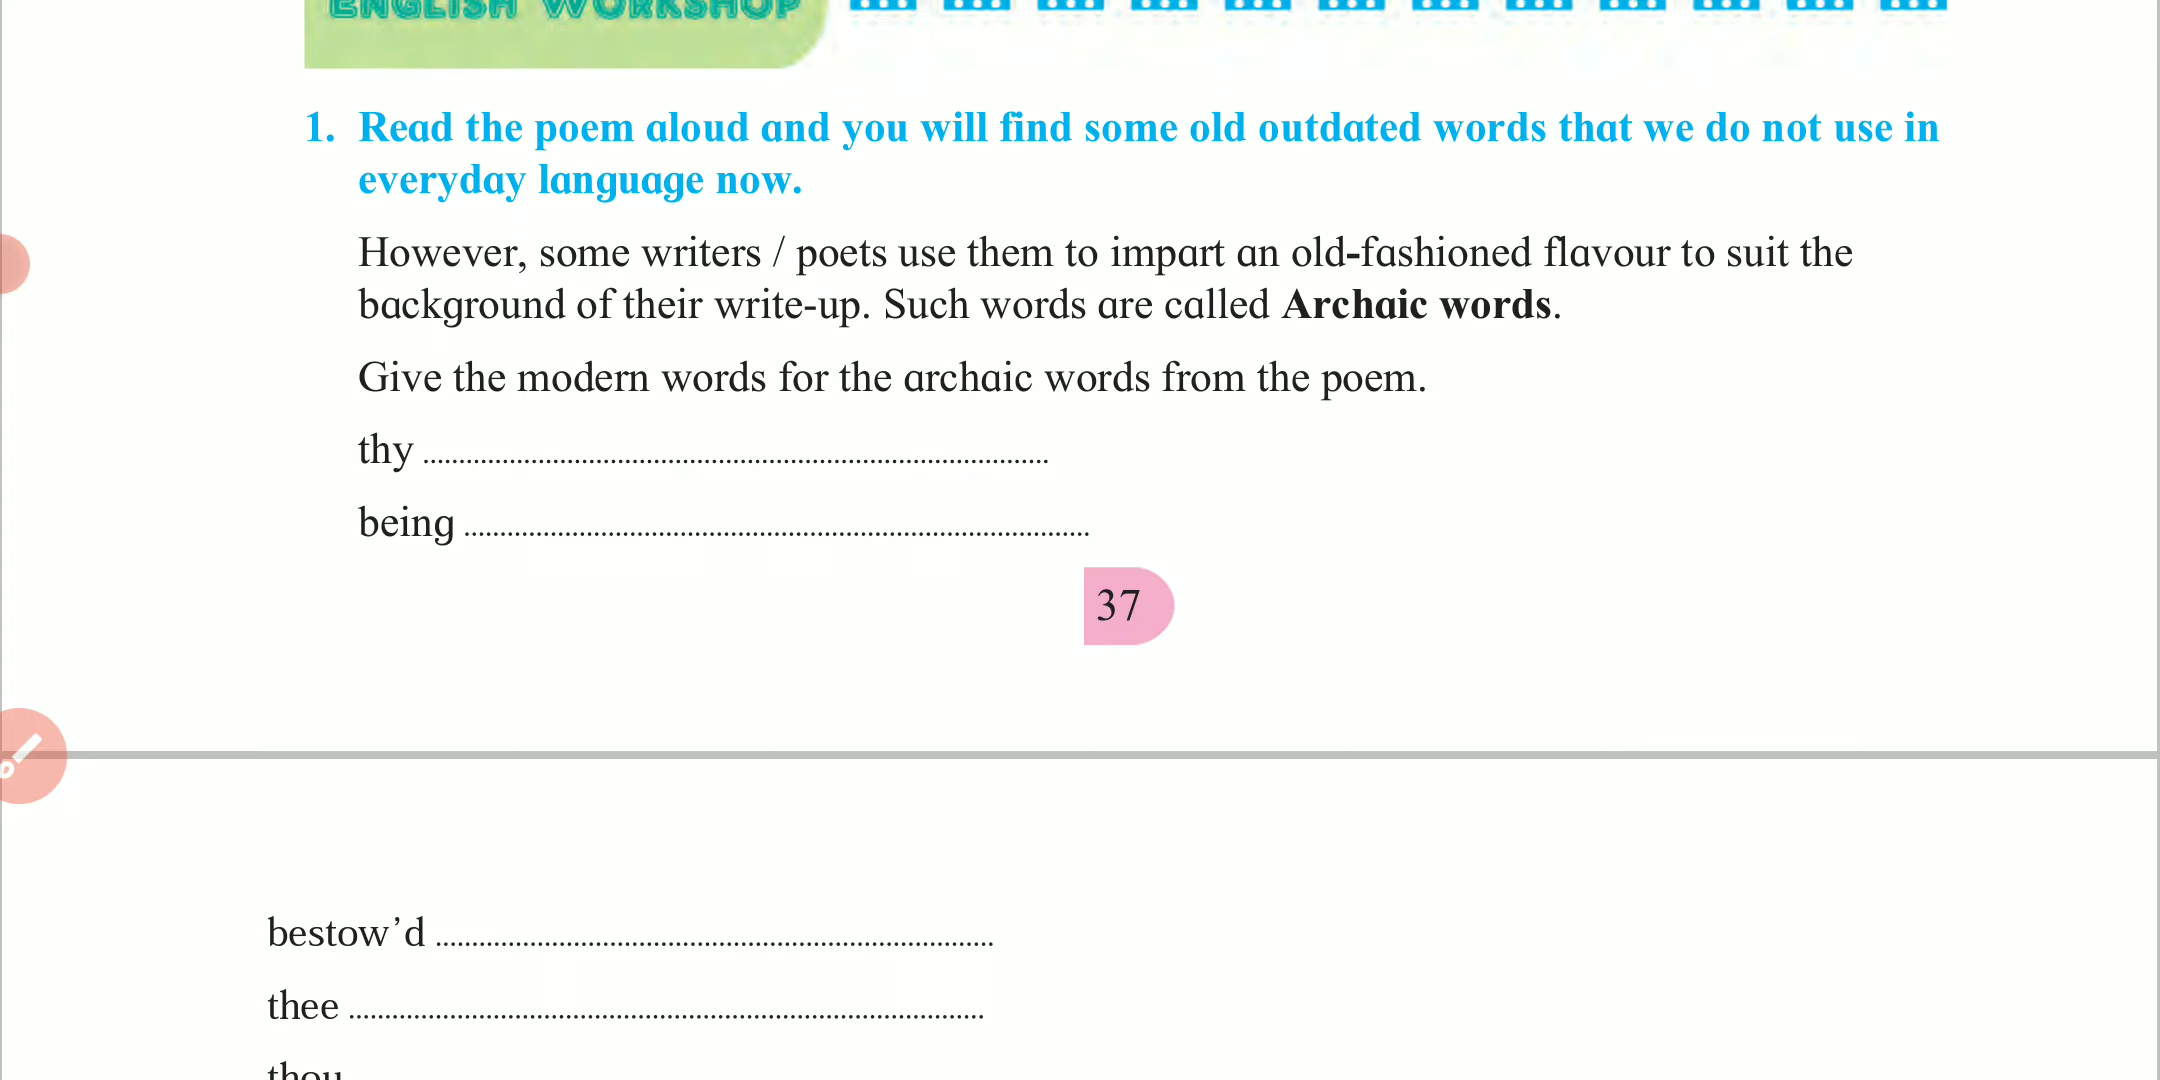 ENGLISH WORKSHOP
1. Read the poem aloud and you will find some old outdated words that we do not use in
everyday language now.
However, some writers / poets use them to impart an old-fashioned flavour to suit the
background of their write-up. Such words are called Archaic words.
Give the modern words for the archaic words from the poem.
thy ..........
being ..........
37
bestow’d ..........
thee ..........
thou